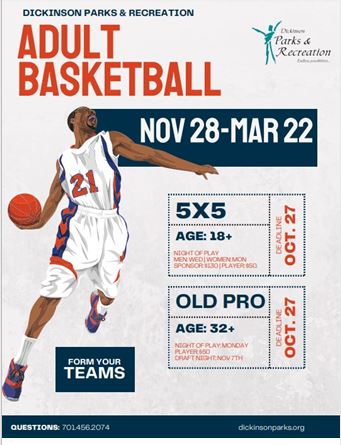 DICKINSON PARKS & RECREATION
ADULT
BASKETBALL
Dickinson
Parks &
Recreation
Endless possibilities...
NOV 28-MAR 22
21
5X5
AGE: 18+
NIGHT OF PLAY
MEN:WED|WOMEN:MON
SPONSOR:$130|PLAYER:$50
DEADLINE
OCT. 27
OLD PRO
AGE: 32+
NIGHT OF PLAY:MONDAY
PLAYER:$50
DRAFT NIGHT:NOV 7TH
DEADLINE
OCT. 27
FORM YOUR
TEAMS
QUESTIONS: 701.456.2074
dickinsonparks.org